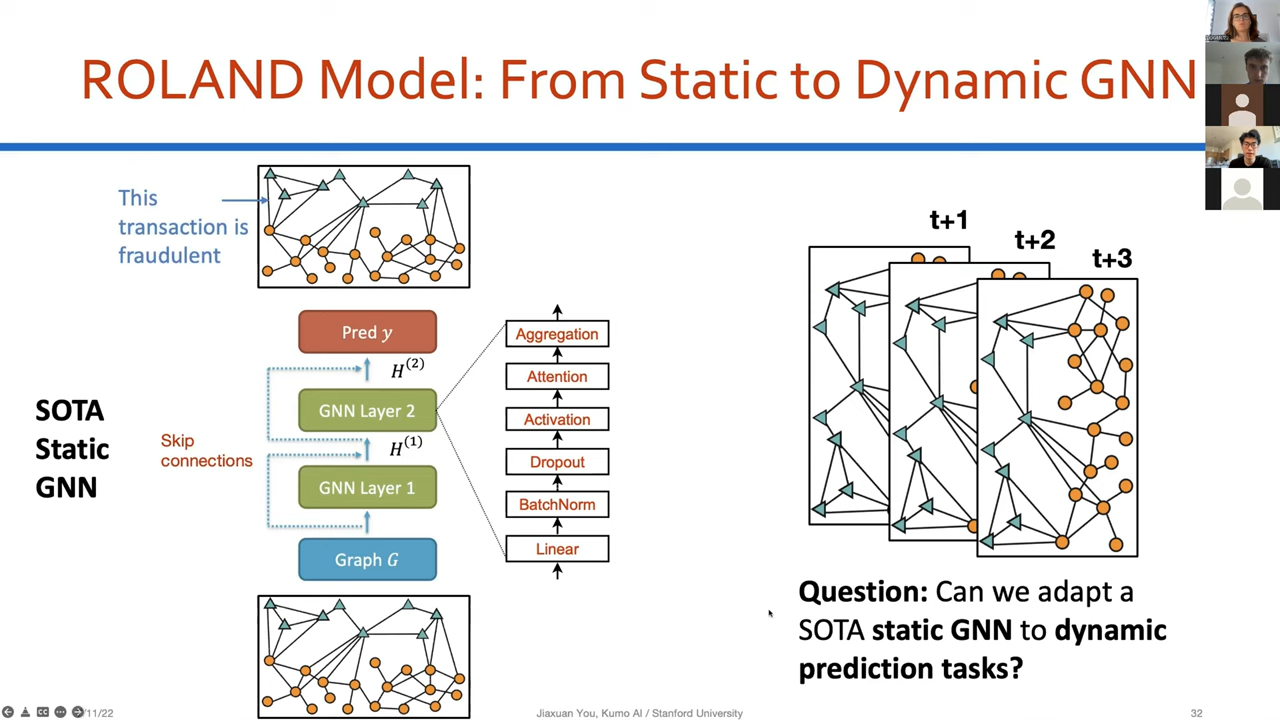 ROLAND Model: From Static to Dynamic GNN
This
transaction is
fraudulent
Pred y
H(2)
GNN Layer 2
H(1)
GNN Layer 1
Graph G
Skip
connections
SOTA
Static
GNN
Aggregation
Attention
Activation
Dropout
BatchNorm
Linear
t+1
t+2
t+3
Question: Can we adapt a
SOTA static GNN to dynamic
prediction tasks?
/11/22
Jiaxuan You, Kumo AI / Stanford University
32